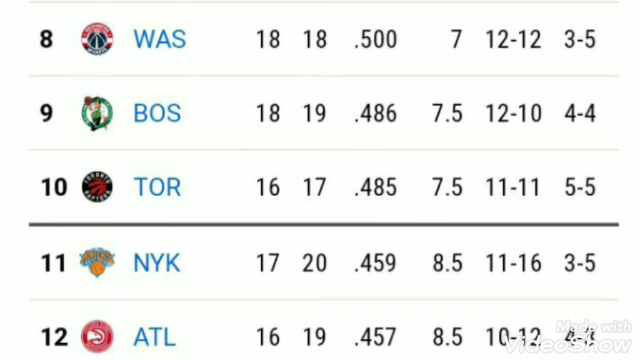 8 WAS 18 18 .500 7 12-12 3-5
9 BOS 18 19 .486 7.5 12-10 4-4
10 TOR 16 17 .485 7.5 11-11 5-5
11 NYK 17 20 .459 8.5 11-16 3-5
12 ATL 16 19 .457 8.5 10-12
Made with
VideoShow